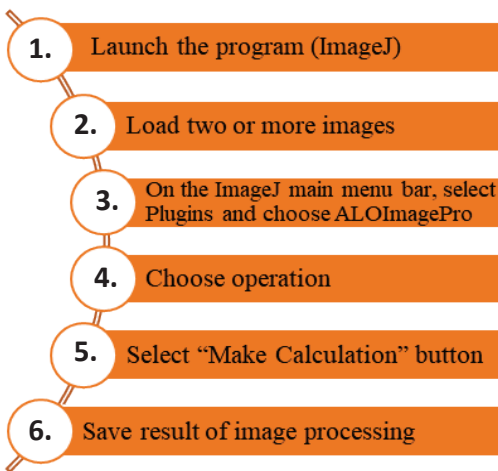 1. Launch the program (ImageJ)
2. Load two or more images
3. On the ImageJ main menu bar, select
Plugins and choose ALOImagePro
4. Choose operation
5. Select “Make Calculation” button
6. Save result of image processing